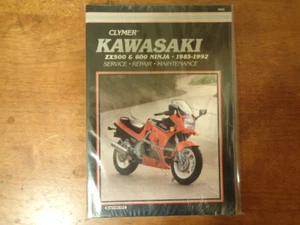 CLYMER
KAWASAKI
ZX500 & 600 NINJA • 1985-1992
SERVICE • REPAIR • MAINTENANCE